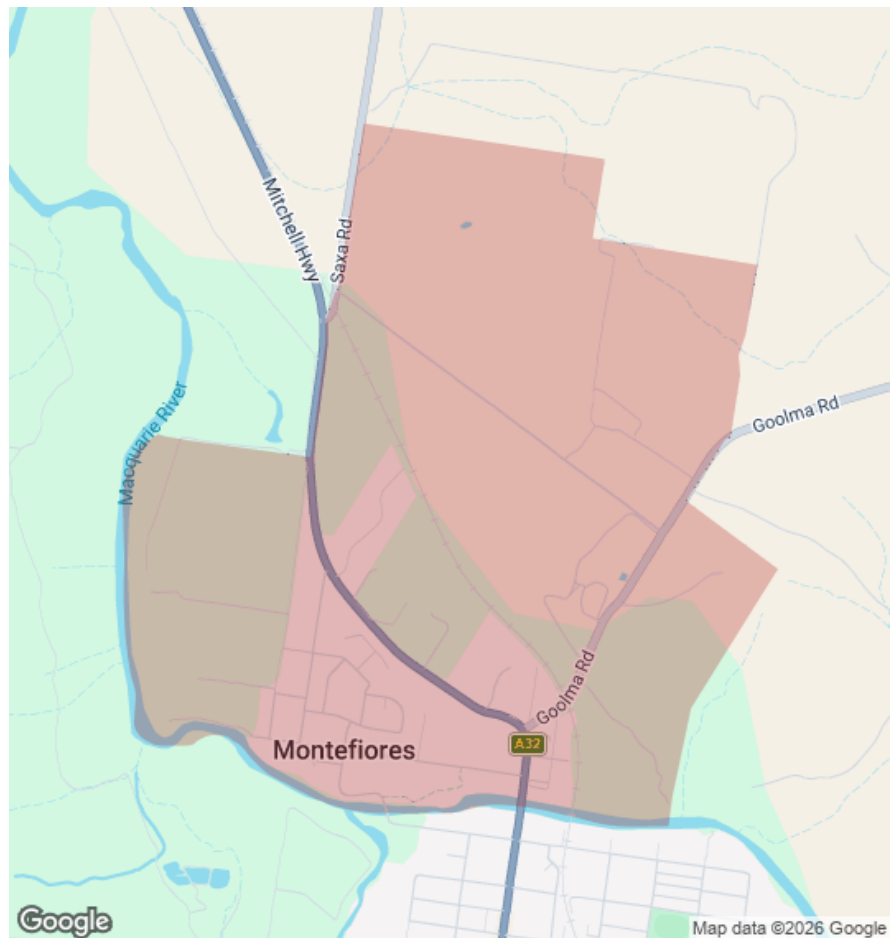 Mitchell Hwy
Saxa Rd
Macquarie River
Goolma Rd
Goolma Rd
A32
Montefiores
Google
Map data ©2026 Google